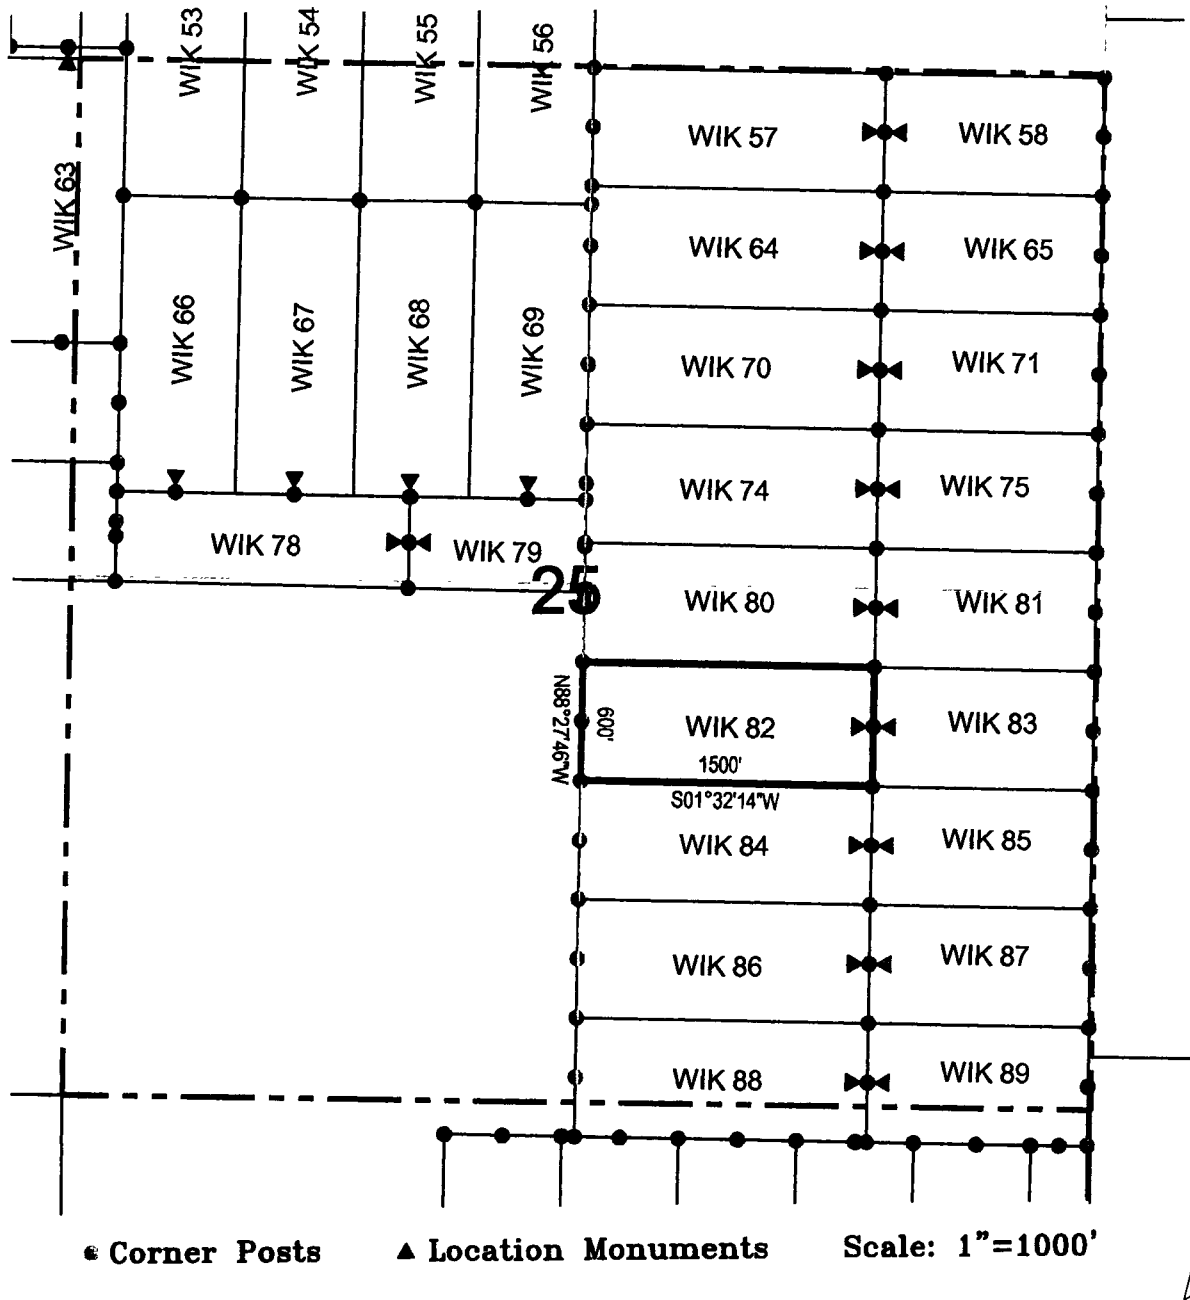 WIK 53
WIK 54
WIK 55
WIK 56
WIK 57
WIK 58
WIK 63
WIK 64
WIK 65
WIK 66
WIK 67
WIK 68
WIK 69
WIK 70
WIK 71
WIK 74
WIK 75
WIK 78
WIK 79
25
WIK 80
WIK 81
N88°27'46"W
600'
WIK 82
1500'
S01°32'14"W
WIK 83
WIK 84
WIK 85
WIK 86
WIK 87
WIK 88
WIK 89
Corner Posts
Location Monuments
Scale: 1"=1000'